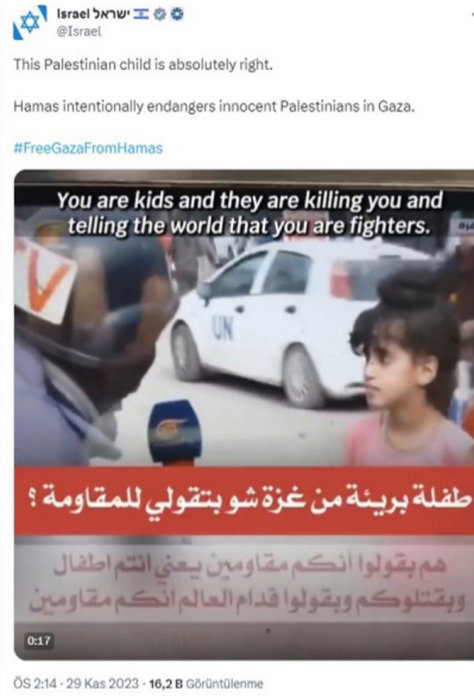 Israel ישראל
@Israel
This Palestinian child is absolutely right.
Hamas intentionally endangers innocent Palestinians in Gaza.
#FreeGazaFromHamas
You are kids and they are killing you and
telling the world that you are fighters.
UN
طفلة بريئة من غزة شو بتقولي للمقاومة ؟
هم بقولوا أنكم مقاومين يعني انتم اطفال
وبقتلوكم وبقولوا قدام العالم انكم مقاومين
0:17
ÖS 2:14 · 29 Kas 2023 · 16,2 B Görüntülenme